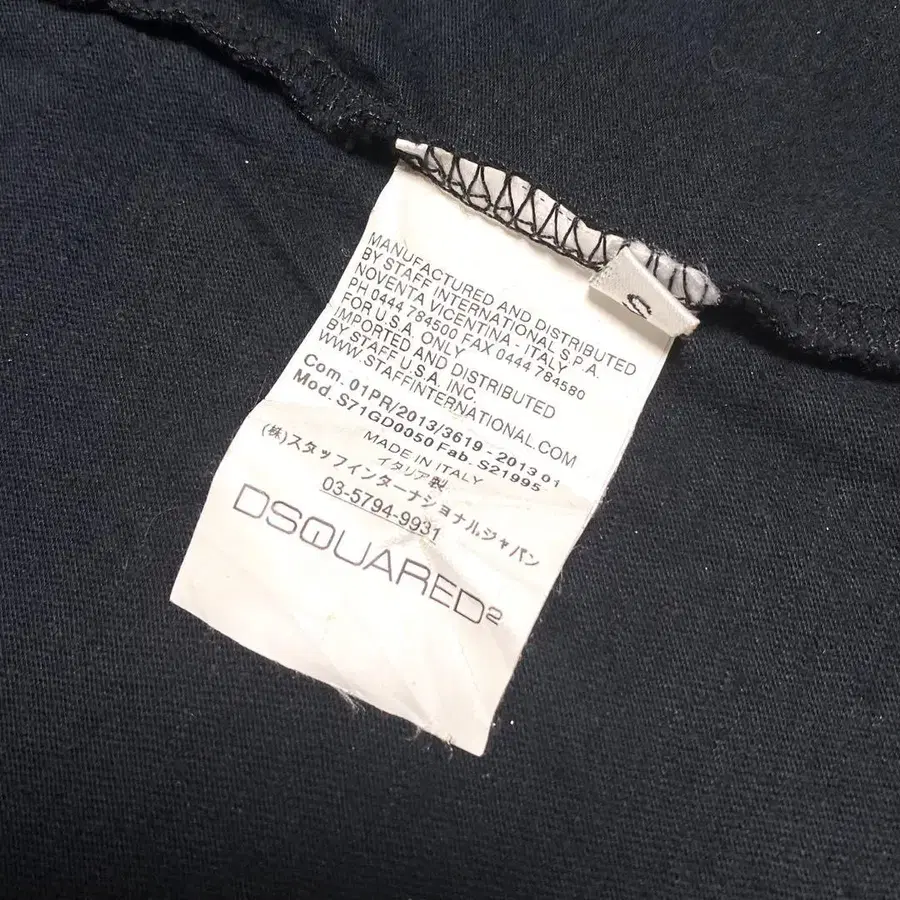 MANUFACTURED AND DISTRIBUTED
BY STAFF INTERNATIONAL S.P.A.
NOVENTA VICENTINA - ITALY
PH 0444 784500 FAX 0444 784580
FOR U.S.A. ONLY
IMPORTED AND DISTRIBUTED
BY STAFF U.S.A, INC.
WWW.STAFFINTERNATIONAL.COM
Com. 01PR/2013/3619 - 2013 01
Mod. S71GD0050 Fab. S21995
MADE IN ITALY
イタリア製
(株)スタッフインターナショナルジャパン
03-5794-9931
DSQUARED2